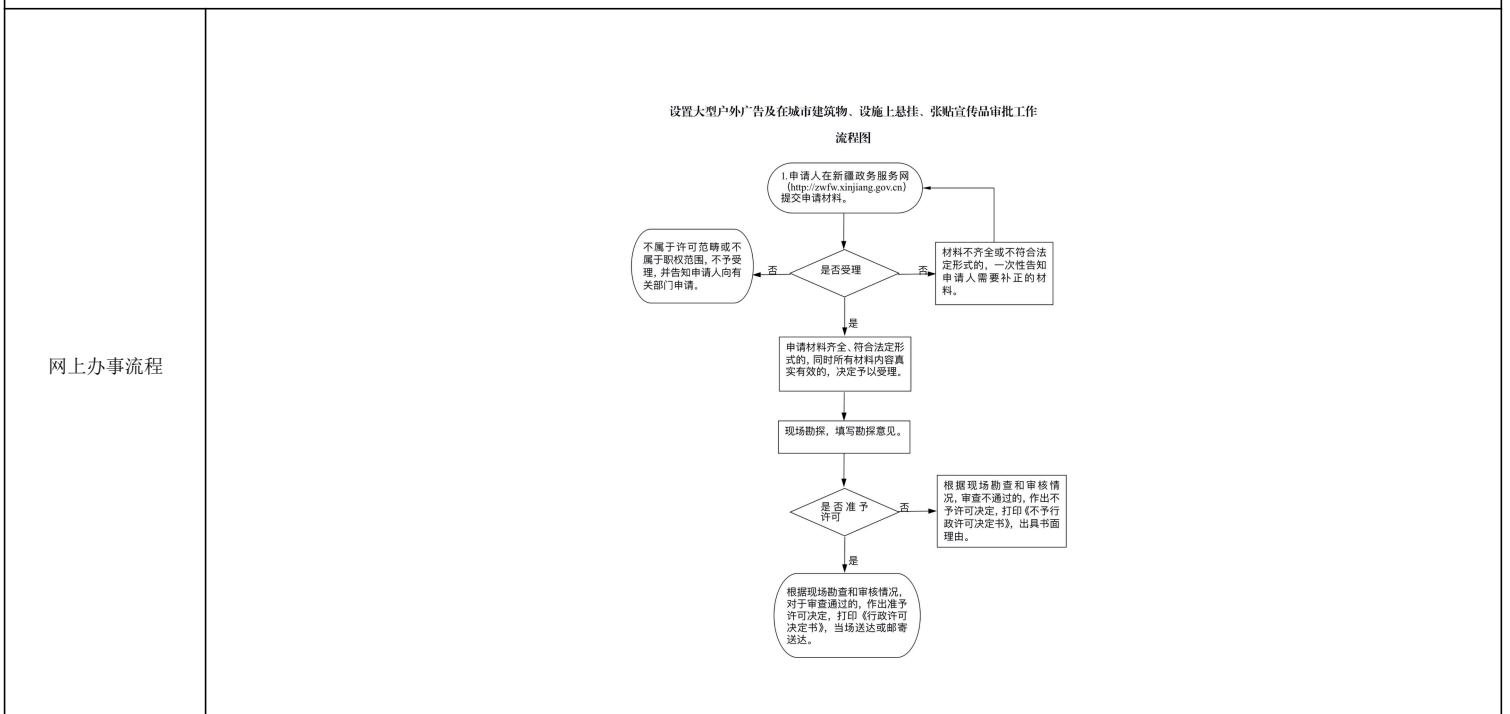 网上办事流程
设置大型户外广告及在城市建筑物、设施上悬挂、张贴宣传品审批工作
流程图
1.申请人在新疆政务服务网
（http://zwfw.xinjiang.gov.cn）
提交申请材料。
不属于许可范畴或不
属于职权范围，不予受
理，并告知申请人向有
关部门申请。
否
是否受理
否
材料不齐全或不符合法
定形式的，一次性告知
申请人需要补正的材
料。
是
申请材料齐全、符合法定形
式的，同时所有材料内容真
实有效的，决定予以受理。
现场勘探，填写勘探意见。
是否准予
许可
否
根据现场勘查和审核情
况，审查不通过的，作出不
予许可决定，打印《不予行
政许可决定书》，出具书面
理由。
是
根据现场勘查和审核情况，
对于审查通过的，作出准予
许可决定，打印《行政许可
决定书》，当场送达或邮寄
送达。